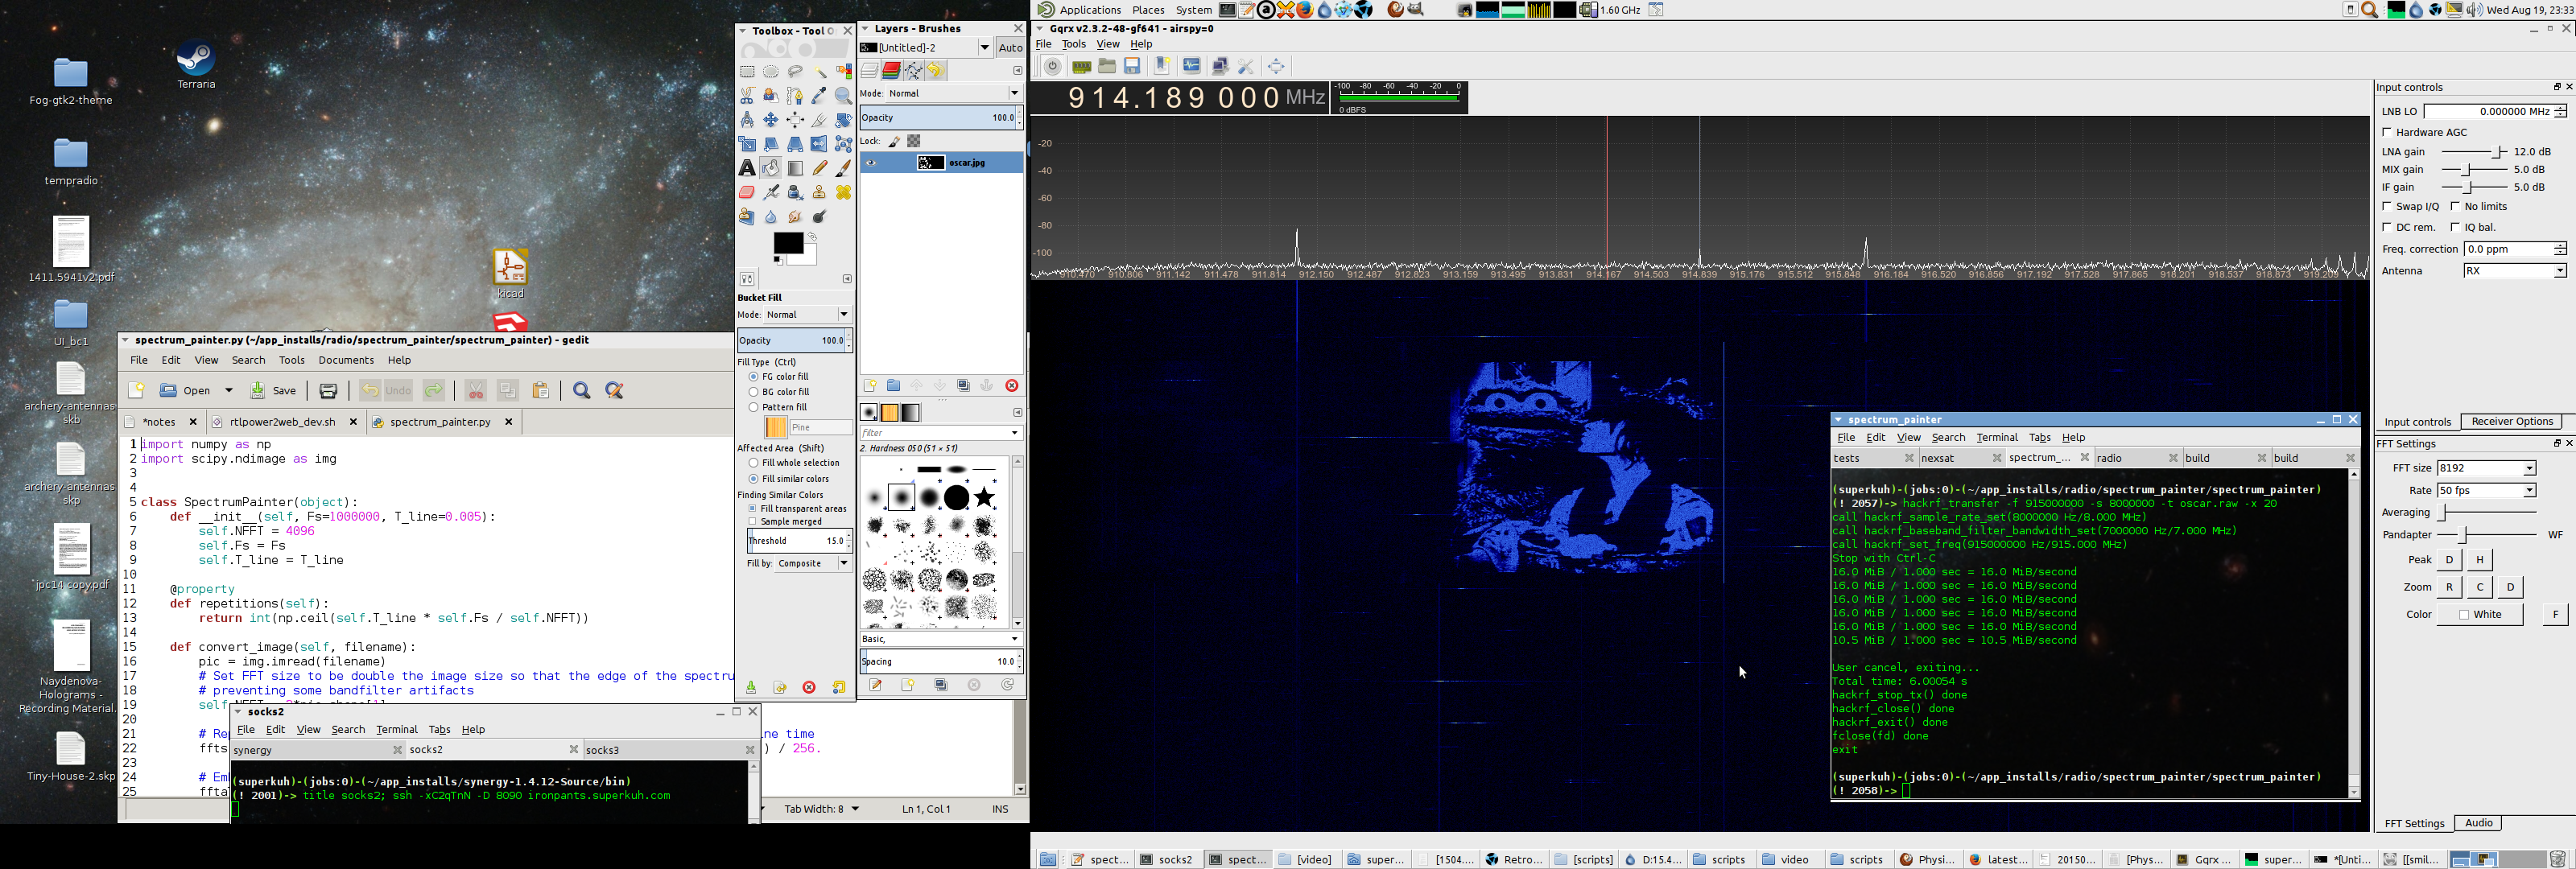 Terraria
Fog-gtk2-theme
tempradio
1411.5941v2.pdf
kicad
UI_bc1
archery-antennas
skb
archery-antennas
skp
jpc14 copy.pdf
Naydenova-
Holograms -
Recording Material.
Tiny-House-2.skp
spectrum_painter.py (~/app_installs/radio/spectrum_painter/spectrum_painter) - gedit
File Edit View Search Tools Documents Help
Open Save Undo
*notes rtlpower2web_dev.sh spectrum_painter.py
1 import numpy as np
2 import scipy.ndimage as img
3
4
5 class SpectrumPainter(object):
6 def __init__(self, Fs=1000000, T_line=0.005):
7 self.NFFT = 4096
8 self.Fs = Fs
9 self.T_line = T_line
10
11 @property
12 def repetitions(self):
13 return int(np.ceil(self.T_line * self.Fs / self.NFFT))
14
15 def convert_image(self, filename):
16 pic = img.imread(filename)
17 # Set FFT size to be double the image size so that the edge of the spectru
18 # preventing some bandfilter artifacts
19
20
21 # Re ne time
22 ffts ) / 256.
23
24 # Em
25 ffta
Tab Width: 8 Ln 1, Col 1 INS
socks2
File Edit View Search Terminal Tabs Help
synergy socks2 socks3
(superkuh)-(jobs:0)-(~/app_installs/synergy-1.4.12-Source/bin)
(! 2001)-> title socks2; ssh -xC2qTnN -D 8090 ironpants.superkuh.com
Toolbox - Tool O
Bucket Fill
Mode: Normal
Opacity 100.0
Fill Type (Ctrl)
FG color fill
BG color fill
Pattern fill
Pine
Affected Area (Shift)
Fill whole selection
Fill similar colors
Finding Similar Colors
Fill transparent areas
Sample merged
Threshold 15.0
Fill by: Composite
Layers - Brushes
[Untitled]-2 Auto
Mode: Normal
Opacity 100.0
Lock:
oscar.jpg
filter
2. Hardness 050 (51 × 51)
Basic,
Spacing 10.0
Applications Places System 1.60 GHz Wed Aug 19, 23:33
Gqrx v2.3.2-48-gf641 - airspy=0
File Tools View Help
914.189 000 MHz
-100 -80 -60 -40 -20 0
0 dBFS
-20
-40
-60
-80
-100
910.470 910.806 911.142 911.478 911.814 912.150 912.487 912.823 913.159 913.495 913.831 914.167 914.503 914.839 915.176 915.512 915.848 916.184 916.520 916.856 917.192 917.528 917.865 918.201 918.537 918.873
Input controls
LNB LO 0.000000 MHz
Hardware AGC
LNA gain 12.0 dB
MIX gain 5.0 dB
IF gain 5.0 dB
Swap I/Q No limits
DC rem. IQ bal.
Freq. correction 0.0 ppm
Antenna RX
Input controls Receiver Options
FFT Settings
FFT size 8192
Rate 50 fps
Averaging
Pandapter WF
Peak D H
Zoom R C D
Color White F
FFT Settings Audio
spectrum_painter
File Edit View Search Terminal Tabs Help
tests nexsat spectrum_... radio build build
(superkuh)-(jobs:0)-(~/app_installs/radio/spectrum_painter/spectrum_painter)
(! 2057)-> hackrf_transfer -f 915000000 -s 8000000 -t oscar.raw -x 20
call hackrf_sample_rate_set(8000000 Hz/8.000 MHz)
call hackrf_baseband_filter_bandwidth_set(7000000 Hz/7.000 MHz)
call hackrf_set_freq(915000000 Hz/915.000 MHz)
Stop with Ctrl-C
16.0 MiB / 1.000 sec = 16.0 MiB/second
16.0 MiB / 1.000 sec = 16.0 MiB/second
16.0 MiB / 1.000 sec = 16.0 MiB/second
16.0 MiB / 1.000 sec = 16.0 MiB/second
16.0 MiB / 1.000 sec = 16.0 MiB/second
10.5 MiB / 1.000 sec = 10.5 MiB/second
User cancel, exiting...
Total time: 6.00054 s
hackrf_stop_tx() done
hackrf_close() done
hackrf_exit() done
fclose(fd) done
exit
(superkuh)-(jobs:0)-(~/app_installs/radio/spectrum_painter/spectrum_painter)
(! 2058)->
spect... socks2 spect... [video] super... [1504.... Retro... [scripts] D:15.4... scripts video scripts Physi... latest... 20150... [Phys... Gqrx ... super... *[Unti... [[smil...